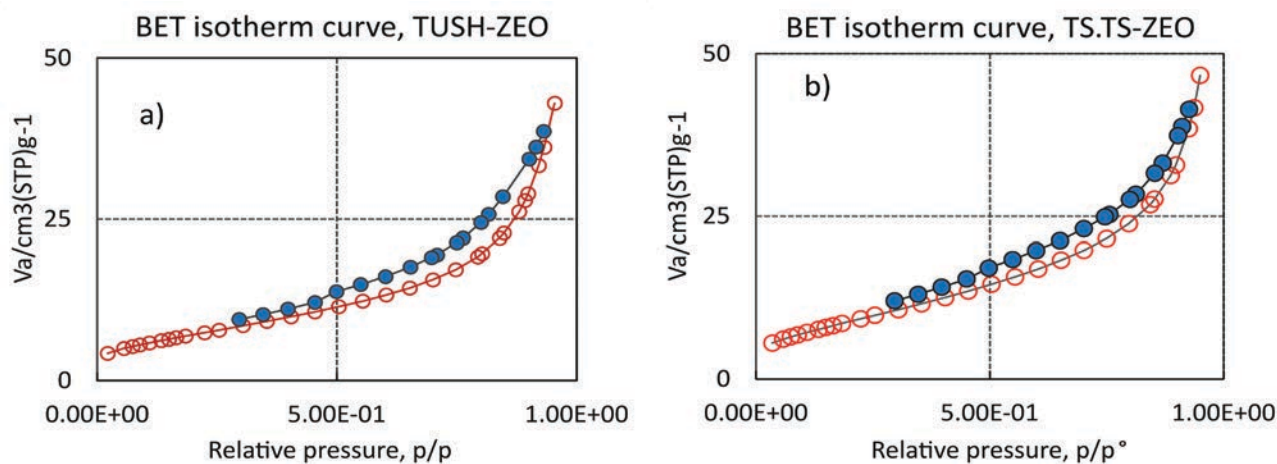 BET isotherm curve, TUSH-ZEO
50
a)
Va/cm3(STP)g-1
25
0
0.00E+00 5.00E-01 1.00E+00
Relative pressure, p/p
BET isotherm curve, TS.TS-ZEO
50
b)
Va/cm3(STP)g-1
25
0
0.00E+00 5.00E-01 1.00E+00
Relative pressure, p/p°